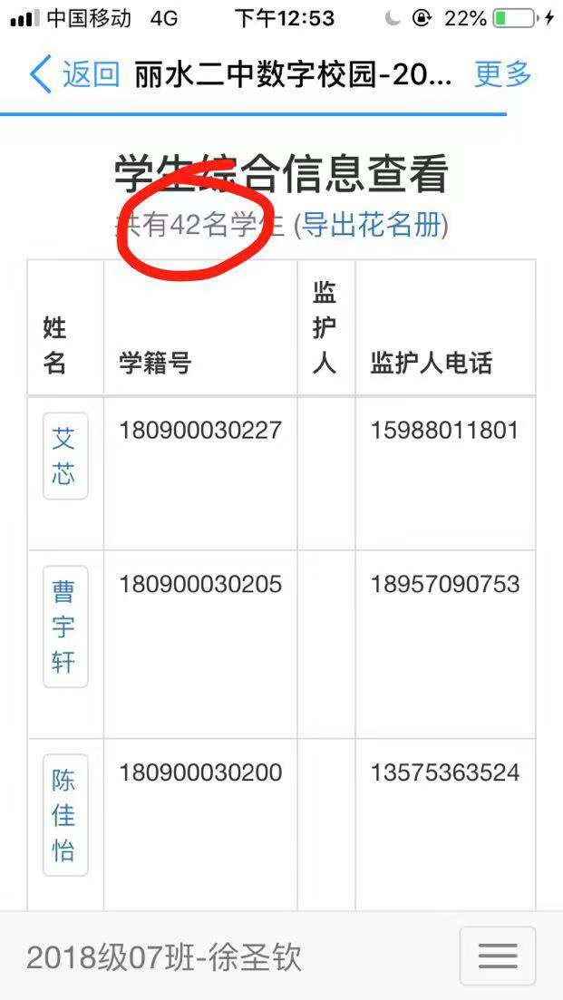 中国移动 4G 下午12:53 22%
返回 丽水二中数字校园-20... 更多
学生综合信息查看
共有42名学生 (导出花名册)
姓名 学籍号 监护人 监护人电话
艾芯 180900030227 15988011801
曹宇轩 180900030205 18957090753
陈佳怡 180900030200 13575363524
2018级07班-徐圣钦